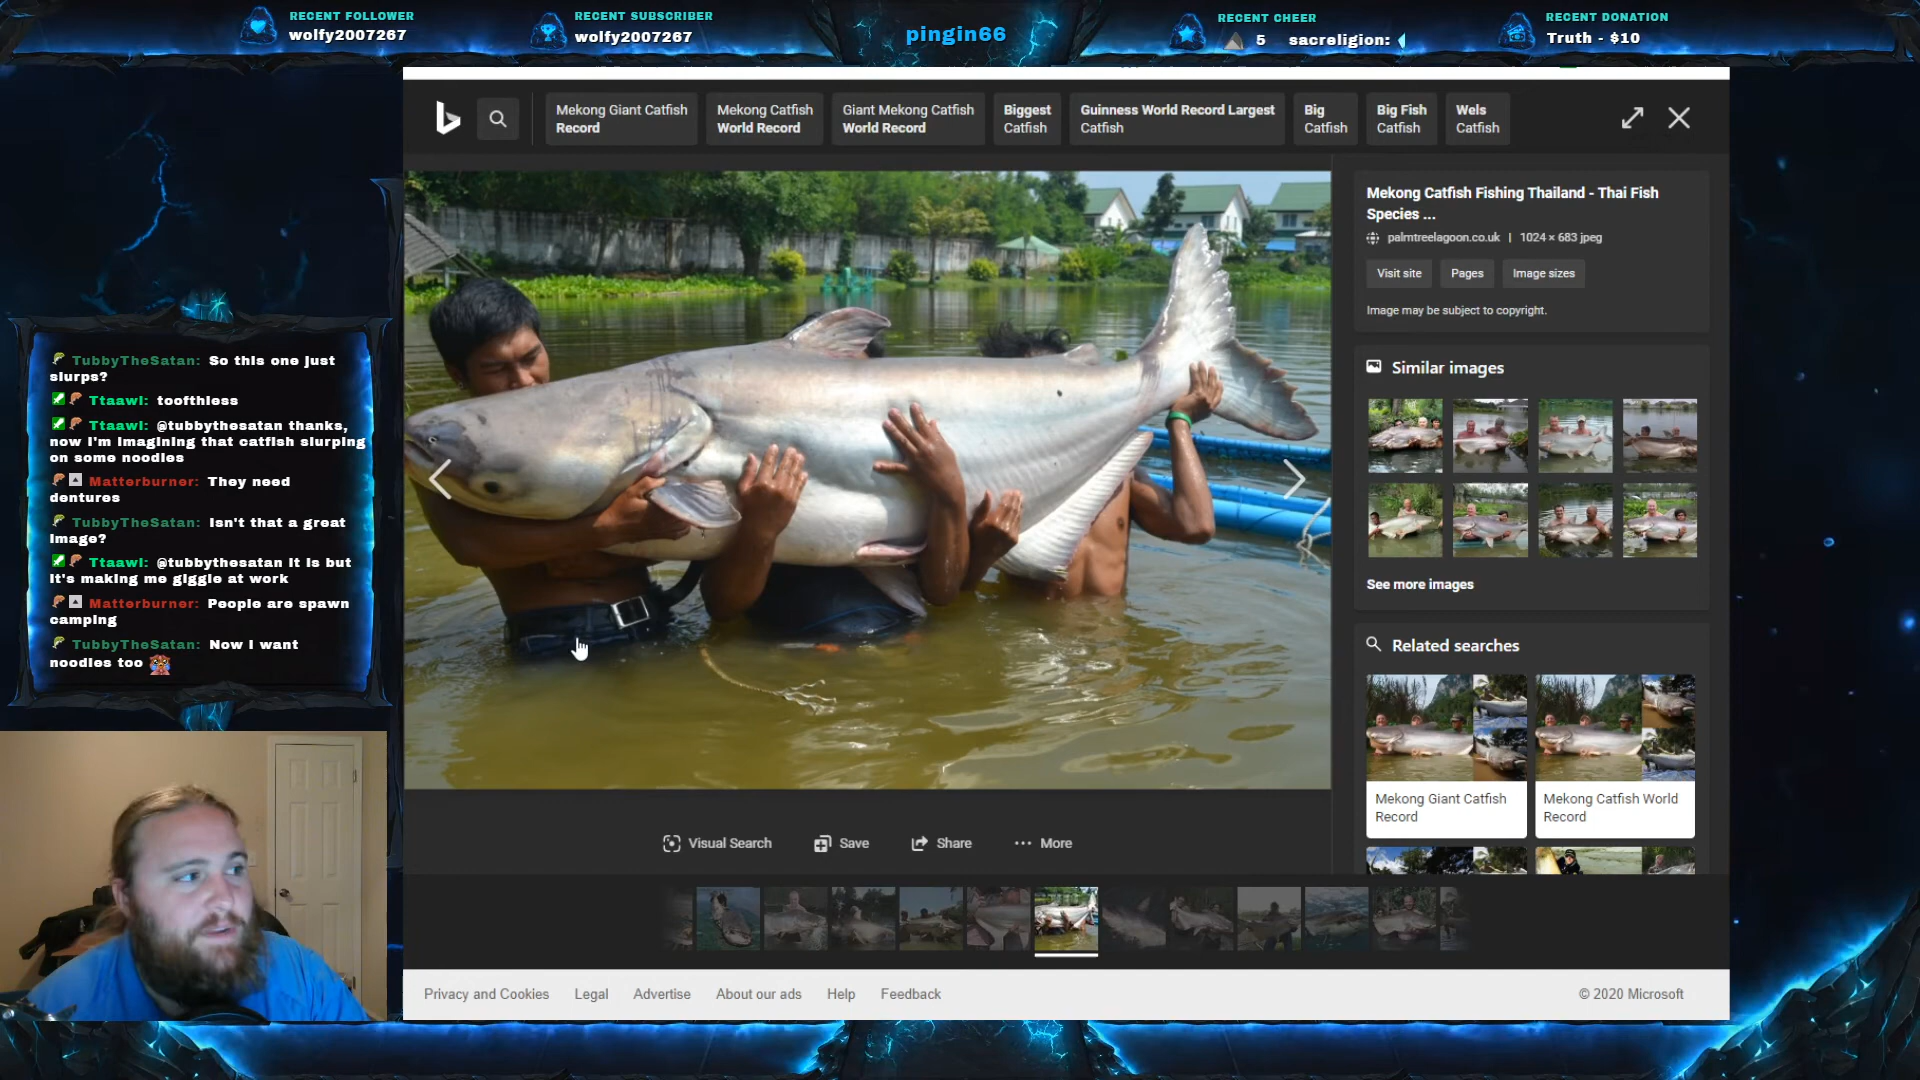 RECENT FOLLOWER
wolfy2007267
RECENT SUBSCRIBER
wolfy2007267
pingin66
RECENT CHEER
5 sacreligion:
RECENT DONATION
Truth - $10
Mekong Giant Catfish
Record
Mekong Catfish
World Record
Giant Mekong Catfish
World Record
Biggest
Catfish
Guinness World Record Largest
Catfish
Big
Catfish
Big Fish
Catfish
Wels
Catfish
Mekong Catfish Fishing Thailand - Thai Fish
Species ...
palmtreelagoon.co.uk | 1024 × 683 jpeg
Visit site
Pages
Image sizes
Image may be subject to copyright.
Similar images
See more images
Related searches
Mekong Giant Catfish
Record
Mekong Catfish World
Record
TubbyTheSatan: So this one just
slurps?
Ttaawi: toofthless
Ttaawi: @tubbythesatan thanks,
now I'm imagining that catfish slurping
on some noodles
Matterburner: They need
dentures
TubbyTheSatan: Isn't that a great
image?
Ttaawi: @tubbythesatan it is but
it's making me giggle at work
Matterburner: People are spawn
camping
TubbyTheSatan: Now I want
noodles too
Visual Search
Save
Share
More
Privacy and Cookies
Legal
Advertise
About our ads
Help
Feedback
© 2020 Microsoft